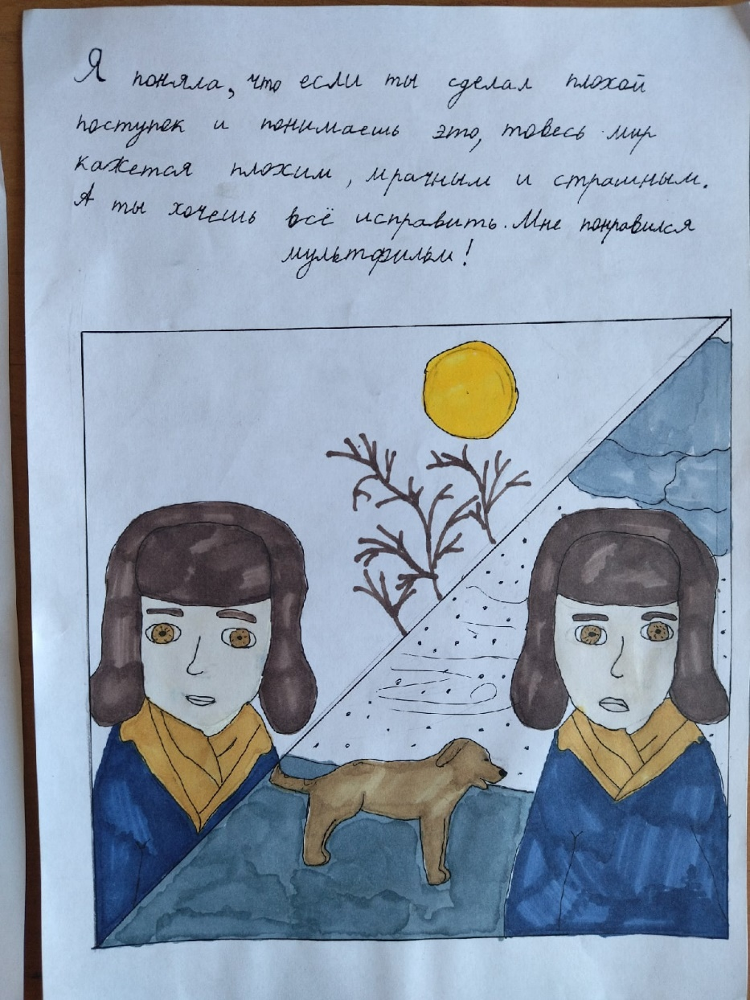 Я поняла, что если ты сделал плохой
поступок и понимаешь это, товесь мир
кажется плохим, мрачным и страшным.
А ты хочешь всё исправить. Мне понравился
мультфильм!